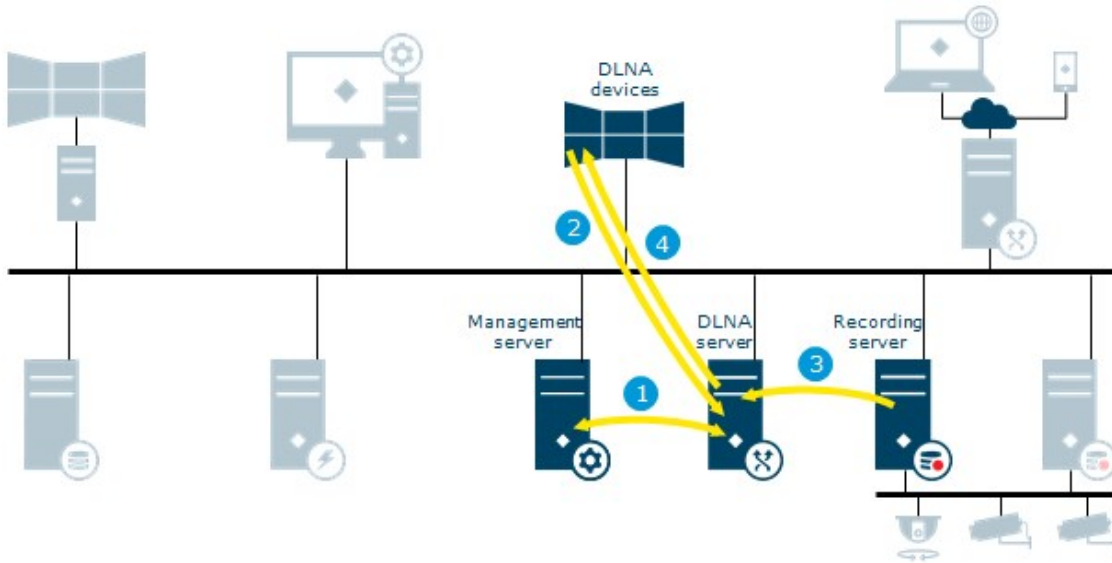 DLNA
devices
2
4
Management
server
DLNA
server
Recording
server
1
3